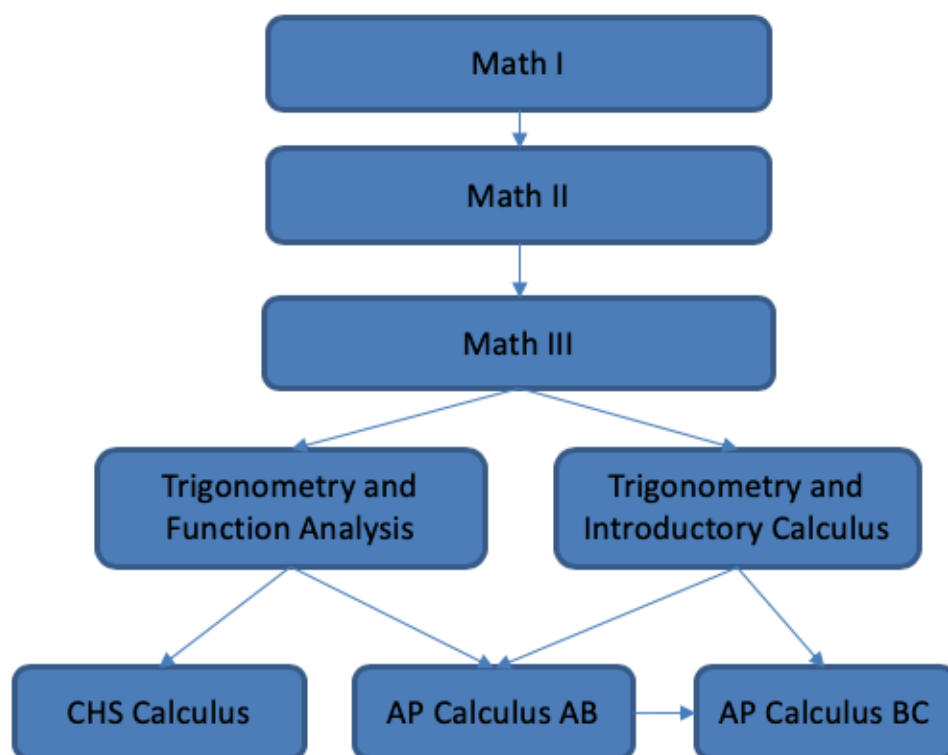 Math I
Math II
Math III
Trigonometry and
Function Analysis
Trigonometry and
Introductory Calculus
CHS Calculus
AP Calculus AB
AP Calculus BC